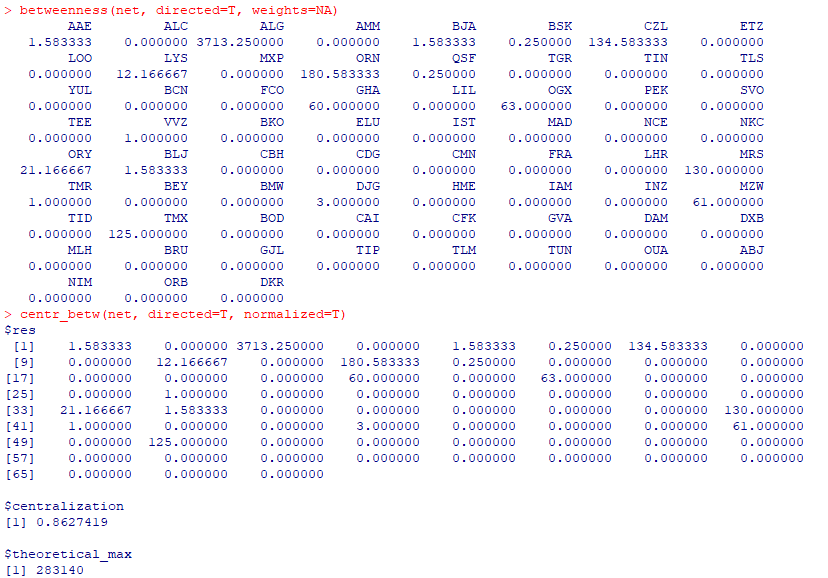 > betweenness(net, directed=T, weights=NA)
AAE ALC ALG AMM BJA BSK CZL ETZ
1.583333 0.000000 3713.250000 0.000000 1.583333 0.250000 134.583333 0.000000
LOO LYS MXP ORN QSF TGR TIN TLS
0.000000 12.166667 0.000000 180.583333 0.250000 0.000000 0.000000 0.000000
YUL BCN FCO GHA LIL OGX PEK SVO
0.000000 0.000000 0.000000 60.000000 0.000000 63.000000 0.000000 0.000000
TEE VVZ BKO ELU IST MAD NCE NKC
0.000000 1.000000 0.000000 0.000000 0.000000 0.000000 0.000000 0.000000
ORY BLJ CBH CDG CMN FRA LHR MRS
21.166667 1.583333 0.000000 0.000000 0.000000 0.000000 0.000000 130.000000
TMR BEY BMW DJG HME IAM INZ MZW
1.000000 0.000000 0.000000 3.000000 0.000000 0.000000 0.000000 61.000000
TID TMX BOD CAI CFK GVA DAM DXB
0.000000 125.000000 0.000000 0.000000 0.000000 0.000000 0.000000 0.000000
MLH BRU GJL TIP TLM TUN OUA ABJ
0.000000 0.000000 0.000000 0.000000 0.000000 0.000000 0.000000 0.000000
NIM ORB DKR
0.000000 0.000000 0.000000
> centr_betw(net, directed=T, normalized=T)
$res
[1] 1.583333 0.000000 3713.250000 0.000000 1.583333 0.250000 134.583333 0.000000
[9] 0.000000 12.166667 0.000000 180.583333 0.250000 0.000000 0.000000 0.000000
[17] 0.000000 0.000000 0.000000 60.000000 0.000000 63.000000 0.000000 0.000000
[25] 0.000000 1.000000 0.000000 0.000000 0.000000 0.000000 0.000000 0.000000
[33] 21.166667 1.583333 0.000000 0.000000 0.000000 0.000000 0.000000 130.000000
[41] 1.000000 0.000000 0.000000 3.000000 0.000000 0.000000 0.000000 61.000000
[49] 0.000000 125.000000 0.000000 0.000000 0.000000 0.000000 0.000000 0.000000
[57] 0.000000 0.000000 0.000000 0.000000 0.000000 0.000000 0.000000 0.000000
[65] 0.000000 0.000000 0.000000
$centralization
[1] 0.8627419
$theoretical_max
[1] 283140